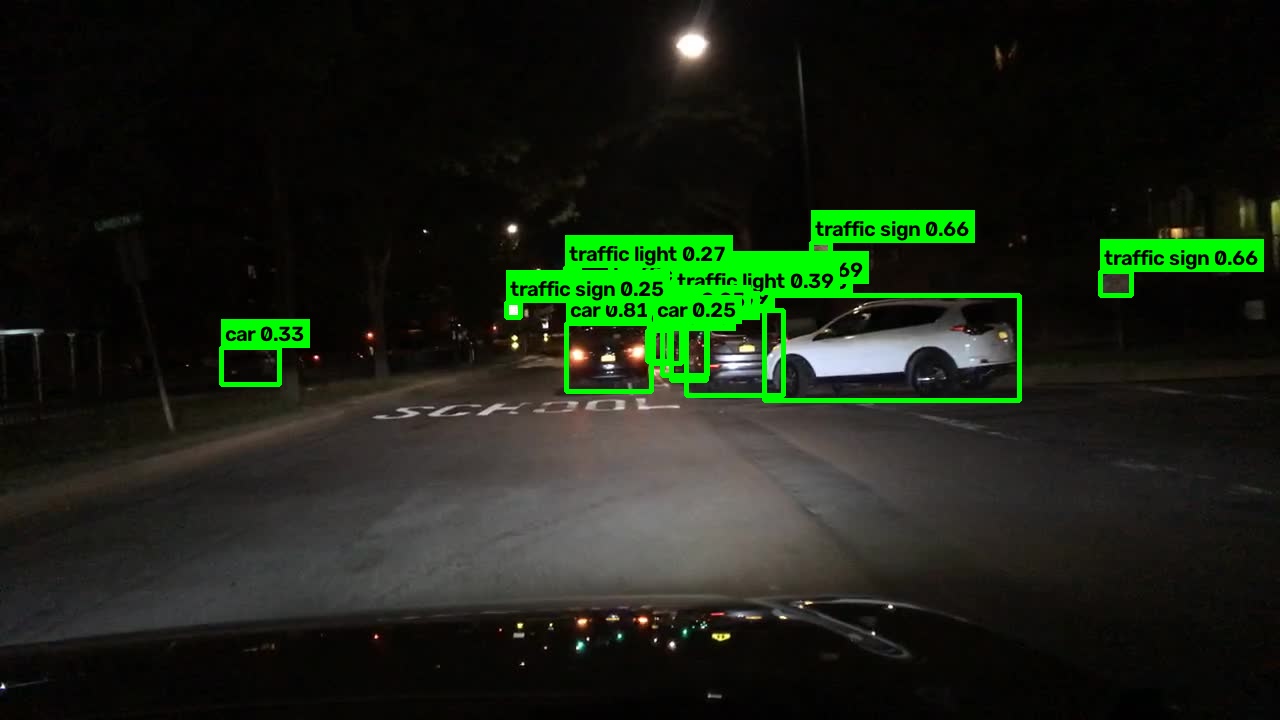 traffic sign 0.66
traffic sign 0.66
traffic light 0.27
69
traffic light 0.39
traffic sign 0.25
car 0.81
car 0.25
car 0.33
SCHOOL